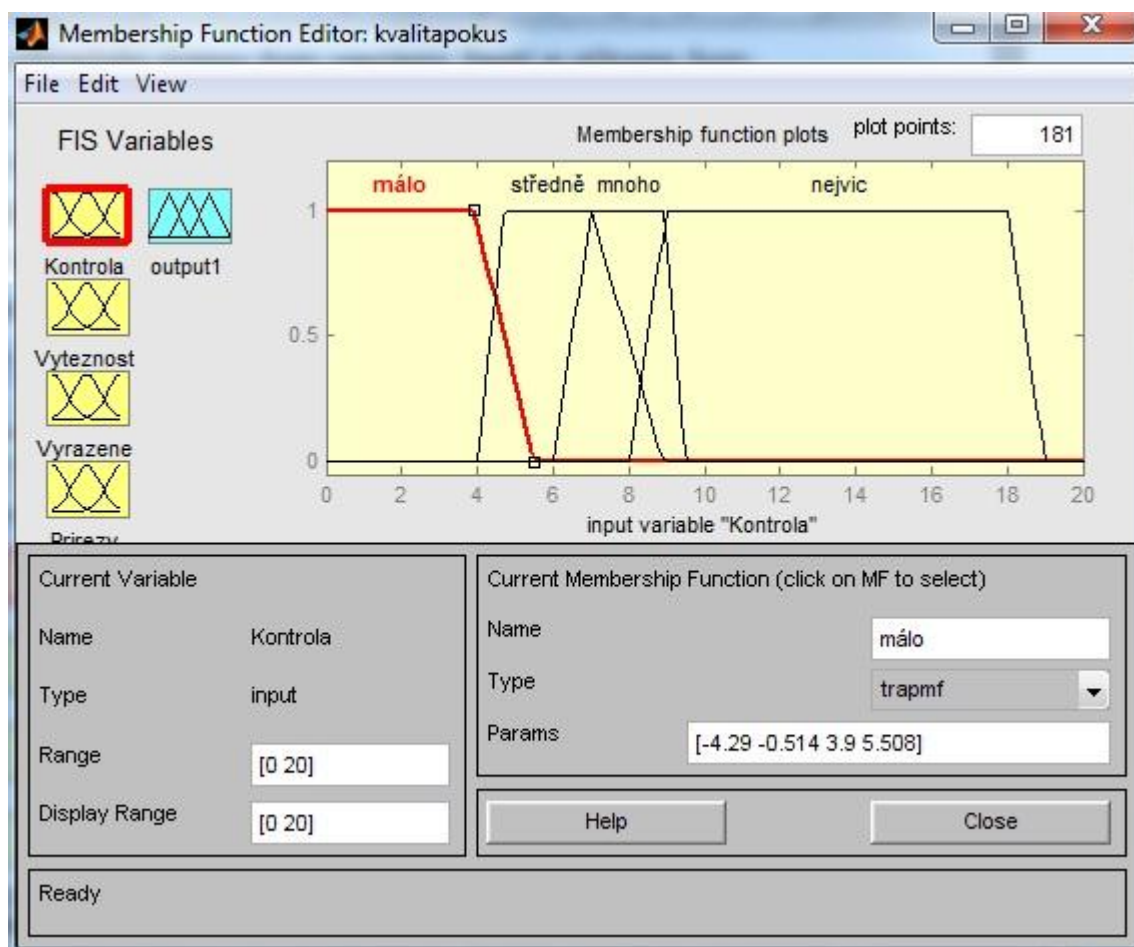 Membership Function Editor: kvalitapokus
File Edit View
FIS Variables
Membership function plots plot points: 181
málo středně mnoho nejvic
1
0.5
0
0 2 4 6 8 10 12 14 16 18 20
input variable "Kontrola"
Kontrola output1
Vyteznost
Vyrazene
Prirezy
Current Variable
Name Kontrola
Type input
Range [0 20]
Display Range [0 20]
Current Membership Function (click on MF to select)
Name málo
Type trapmf
Params [-4.29 -0.514 3.9 5.508]
Help Close
Ready